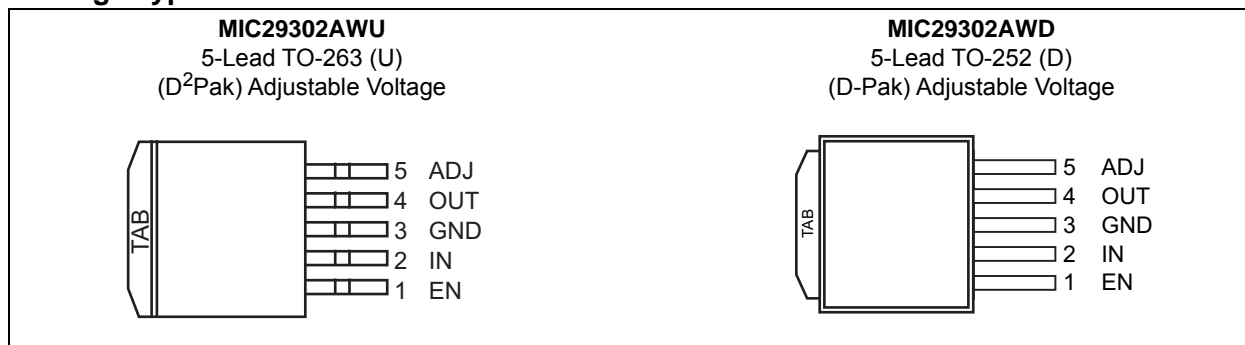 MIC29302AWU
5-Lead TO-263 (U)
(D2Pak) Adjustable Voltage
TAB
5 ADJ
4 OUT
3 GND
2 IN
1 EN
MIC29302AWD
5-Lead TO-252 (D)
(D-Pak) Adjustable Voltage
TAB
5 ADJ
4 OUT
3 GND
2 IN
1 EN